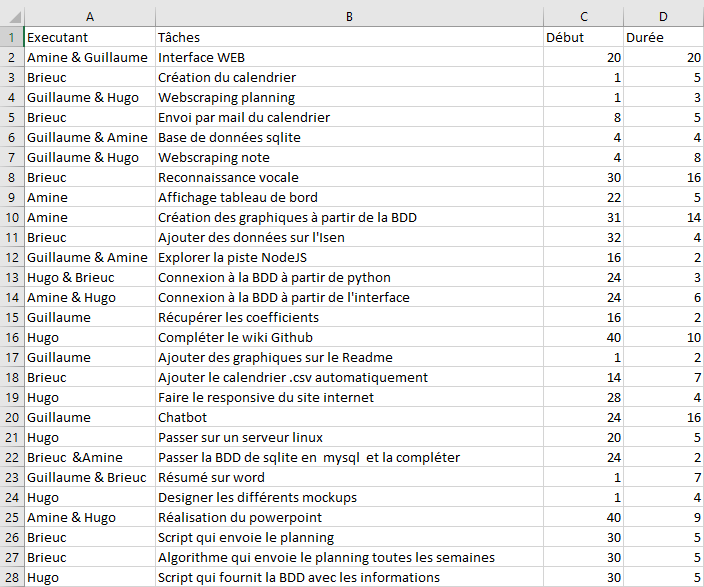 A B C D
1 Executant Tâches Début Durée
2 Amine & Guillaume Interface WEB 20 20
3 Brieuc Création du calendrier 1 5
4 Guillaume & Hugo Webscraping planning 1 3
5 Brieuc Envoi par mail du calendrier 8 5
6 Guillaume & Amine Base de données sqlite 4 4
7 Guillaume & Hugo Webscraping note 4 8
8 Brieuc Reconnaissance vocale 30 16
9 Amine Affichage tableau de bord 22 5
10 Amine Création des graphiques à partir de la BDD 31 14
11 Brieuc Ajouter des données sur l'Isen 32 4
12 Guillaume & Amine Explorer la piste NodeJS 16 2
13 Hugo & Brieuc Connexion à la BDD à partir de python 24 3
14 Amine & Hugo Connexion à la BDD à partir de l'interface 24 6
15 Guillaume Récupérer les coefficients 16 2
16 Hugo Compléter le wiki Github 40 10
17 Guillaume Ajouter des graphiques sur le Readme 1 2
18 Brieuc Ajouter le calendrier .csv automatiquement 14 7
19 Hugo Faire le responsive du site internet 28 4
20 Guillaume Chatbot 24 16
21 Hugo Passer sur un serveur linux 20 5
22 Brieuc &Amine Passer la BDD de sqlite en mysql et la compléter 24 2
23 Guillaume & Brieuc Résumé sur word 1 7
24 Hugo Designer les différents mockups 1 4
25 Amine & Hugo Réalisation du powerpoint 40 9
26 Brieuc Script qui envoie le planning 30 5
27 Brieuc Algorithme qui envoie le planning toutes les semaines 30 5
28 Hugo Script qui fournit la BDD avec les informations 30 5